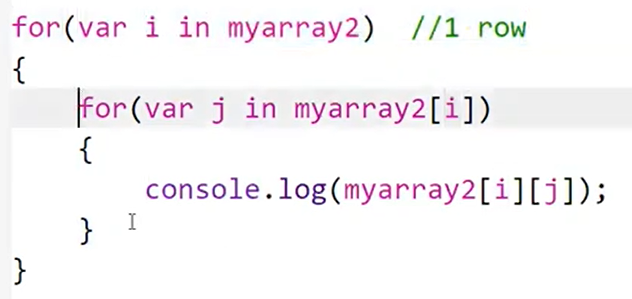 for(var i in myarray2)  //1 row
{
    for(var j in myarray2[i])
    {
        console.log(myarray2[i][j]);
    }
}